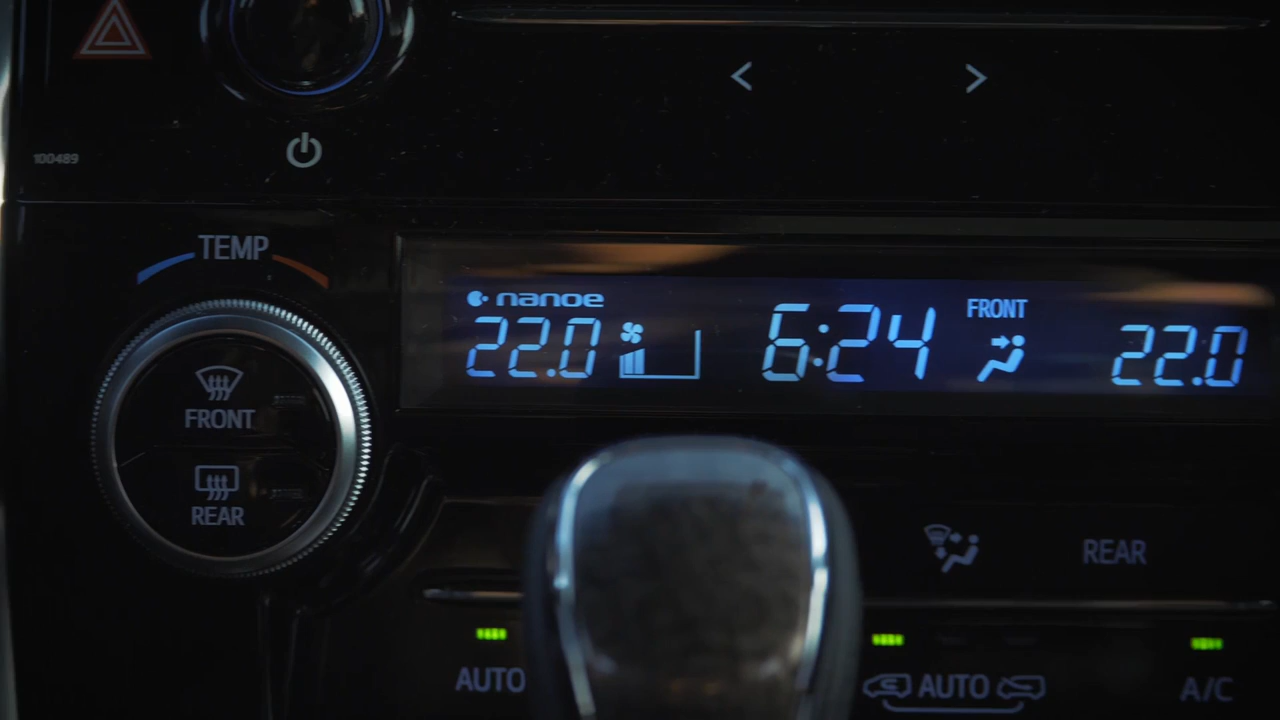 100489
TEMP
nanoe
FRONT
22.0
6:24
22.0
FRONT
REAR
REAR
AUTO
AUTO
A/C